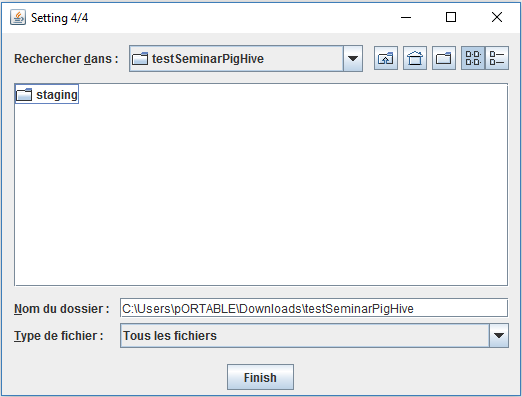 Setting 4/4
Rechercher dans : testSeminarPigHive
staging
Nom du dossier : C:\Users\pORTABLE\Downloads\testSeminarPigHive
Type de fichier : Tous les fichiers
Finish